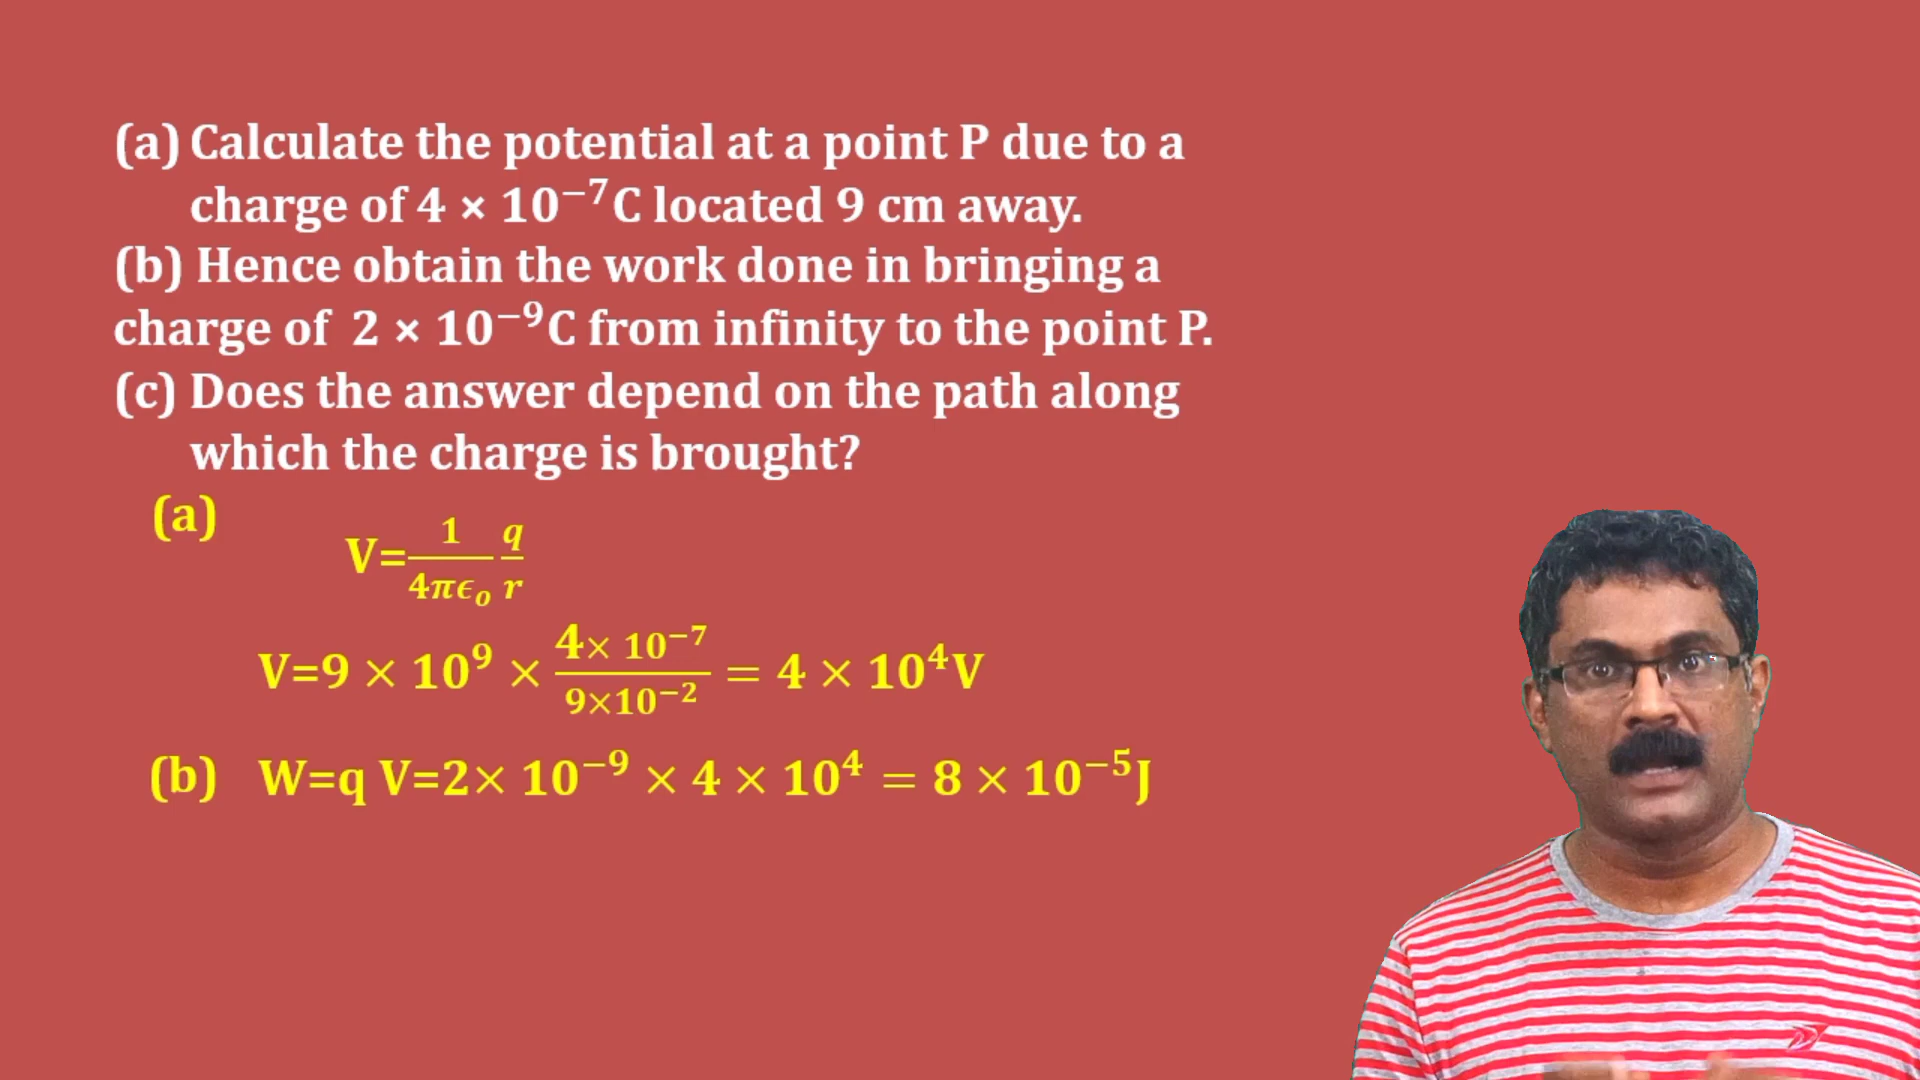 (a) Calculate the potential at a point P due to a
charge of 4 × 10⁻⁷C located 9 cm away.
(b) Hence obtain the work done in bringing a
charge of 2 × 10⁻⁹C from infinity to the point P.
(c) Does the answer depend on the path along
which the charge is brought?
(a)
V=1/4πϵₒ q/r
V=9 × 10⁹ × 4× 10⁻⁷/9×10⁻² = 4 × 10⁴V
(b) W=q V=2× 10⁻⁹ × 4 × 10⁴ = 8 × 10⁻⁵J